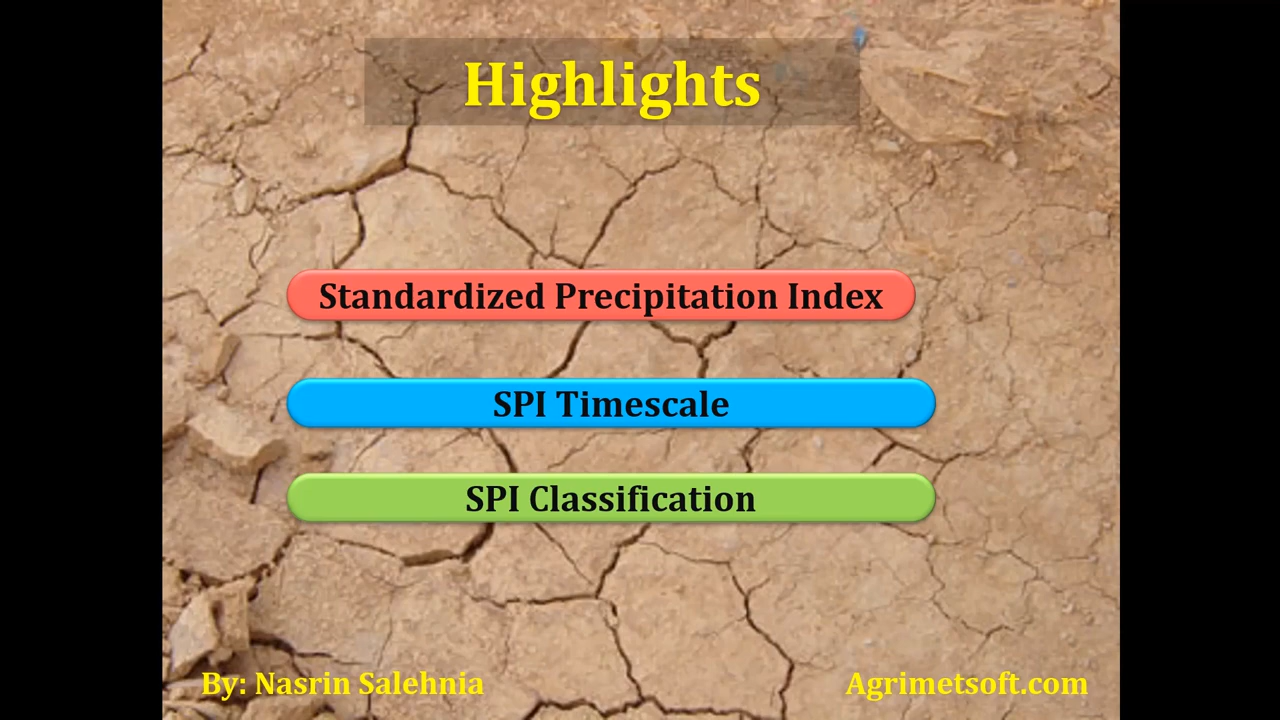 Highlights
Standardized Precipitation Index
SPI Timescale
SPI Classification
By: Nasrin Salehnia
Agrimetsoft.com